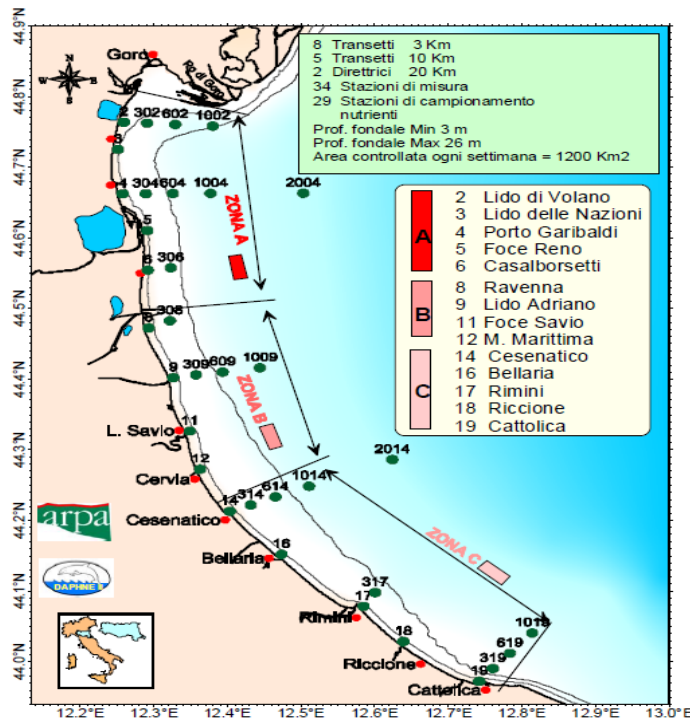 8 Transetti 3 Km
5 Transetti 10 Km
2 Direttrici 20 Km
34 Stazioni di misura
29 Stazioni di campionamento
nutrienti
Prof. fondale Min 3 m
Prof. fondale Max 26 m
Area controllata ogni settimana = 1200 Km2
A
2 Lido di Volano
3 Lido delle Nazioni
4 Porto Garibaldi
5 Foce Reno
6 Casalborsetti
B
8 Ravenna
9 Lido Adriano
11 Foce Savio
12 M. Marittima
C
14 Cesenatico
16 Bellaria
17 Rimini
18 Riccione
19 Cattolica
44.9
44.8
44.7
44.6
44.5
44.4
44.3
44.2
44.1
44.0
Goro
Po di Goro
2 302 602 1002
3
4 304 604 1004 2004
5
6 306
8 308
9 309 609 1009
11
12
14 314 614 1014 2014
16
17 317
18
19 319 619 1019
ZONA A
ZONA B
ZONA C
L. Savio
Cervia
Cesenatico
Bellaria
Rimini
Riccione
Cattolica
N
W E
S
arpa
DAPHNE II
12.2 12.3 12.4 12.5 12.6 12.7 12.8 12.9 13.0